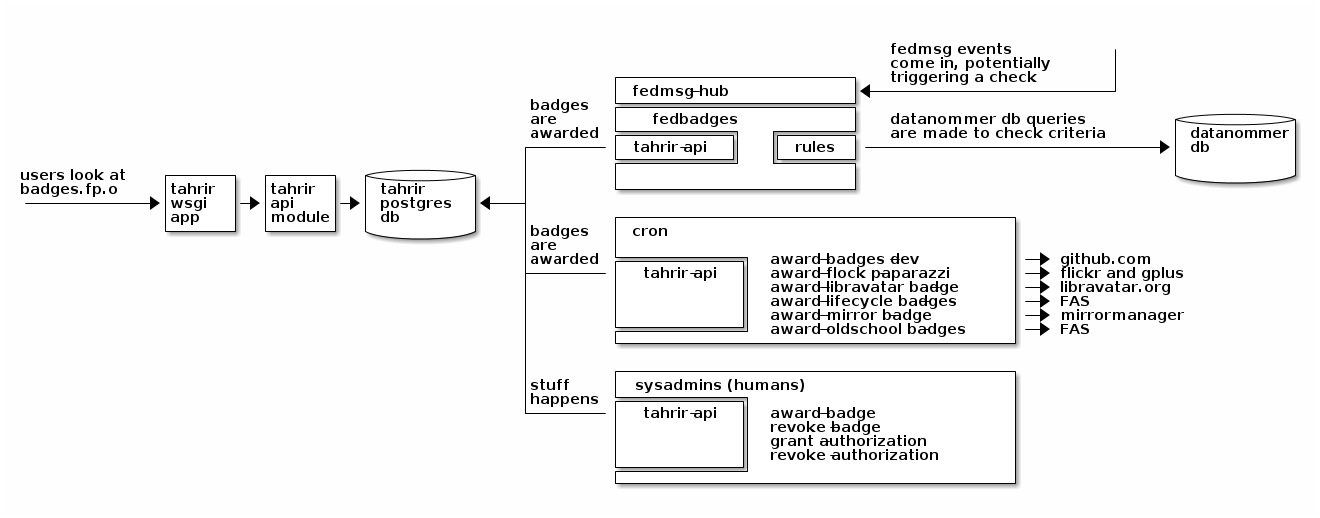 users look at
badges.fp.o
tahrir
wsgi
app
tahrir
api
module
tahrir
postgres
db
badges
are
awarded
fedmsg-hub
fedbadges
tahrir-api
rules
fedmsg events
come in, potentially
triggering a check
datanommer db queries
are made to check criteria
datanommer
db
badges
are
awarded
cron
tahrir-api
award-badges-dev
award-flock-paparazzi
award-libravatar-badge
award-lifecycle-badges
award-mirror-badge
award-oldschool-badges
github.com
flickr and gplus
libravatar.org
FAS
mirrormanager
FAS
stuff
happens
sysadmins (humans)
tahrir-api
award-badge
revoke-badge
grant-authorization
revoke-authorization